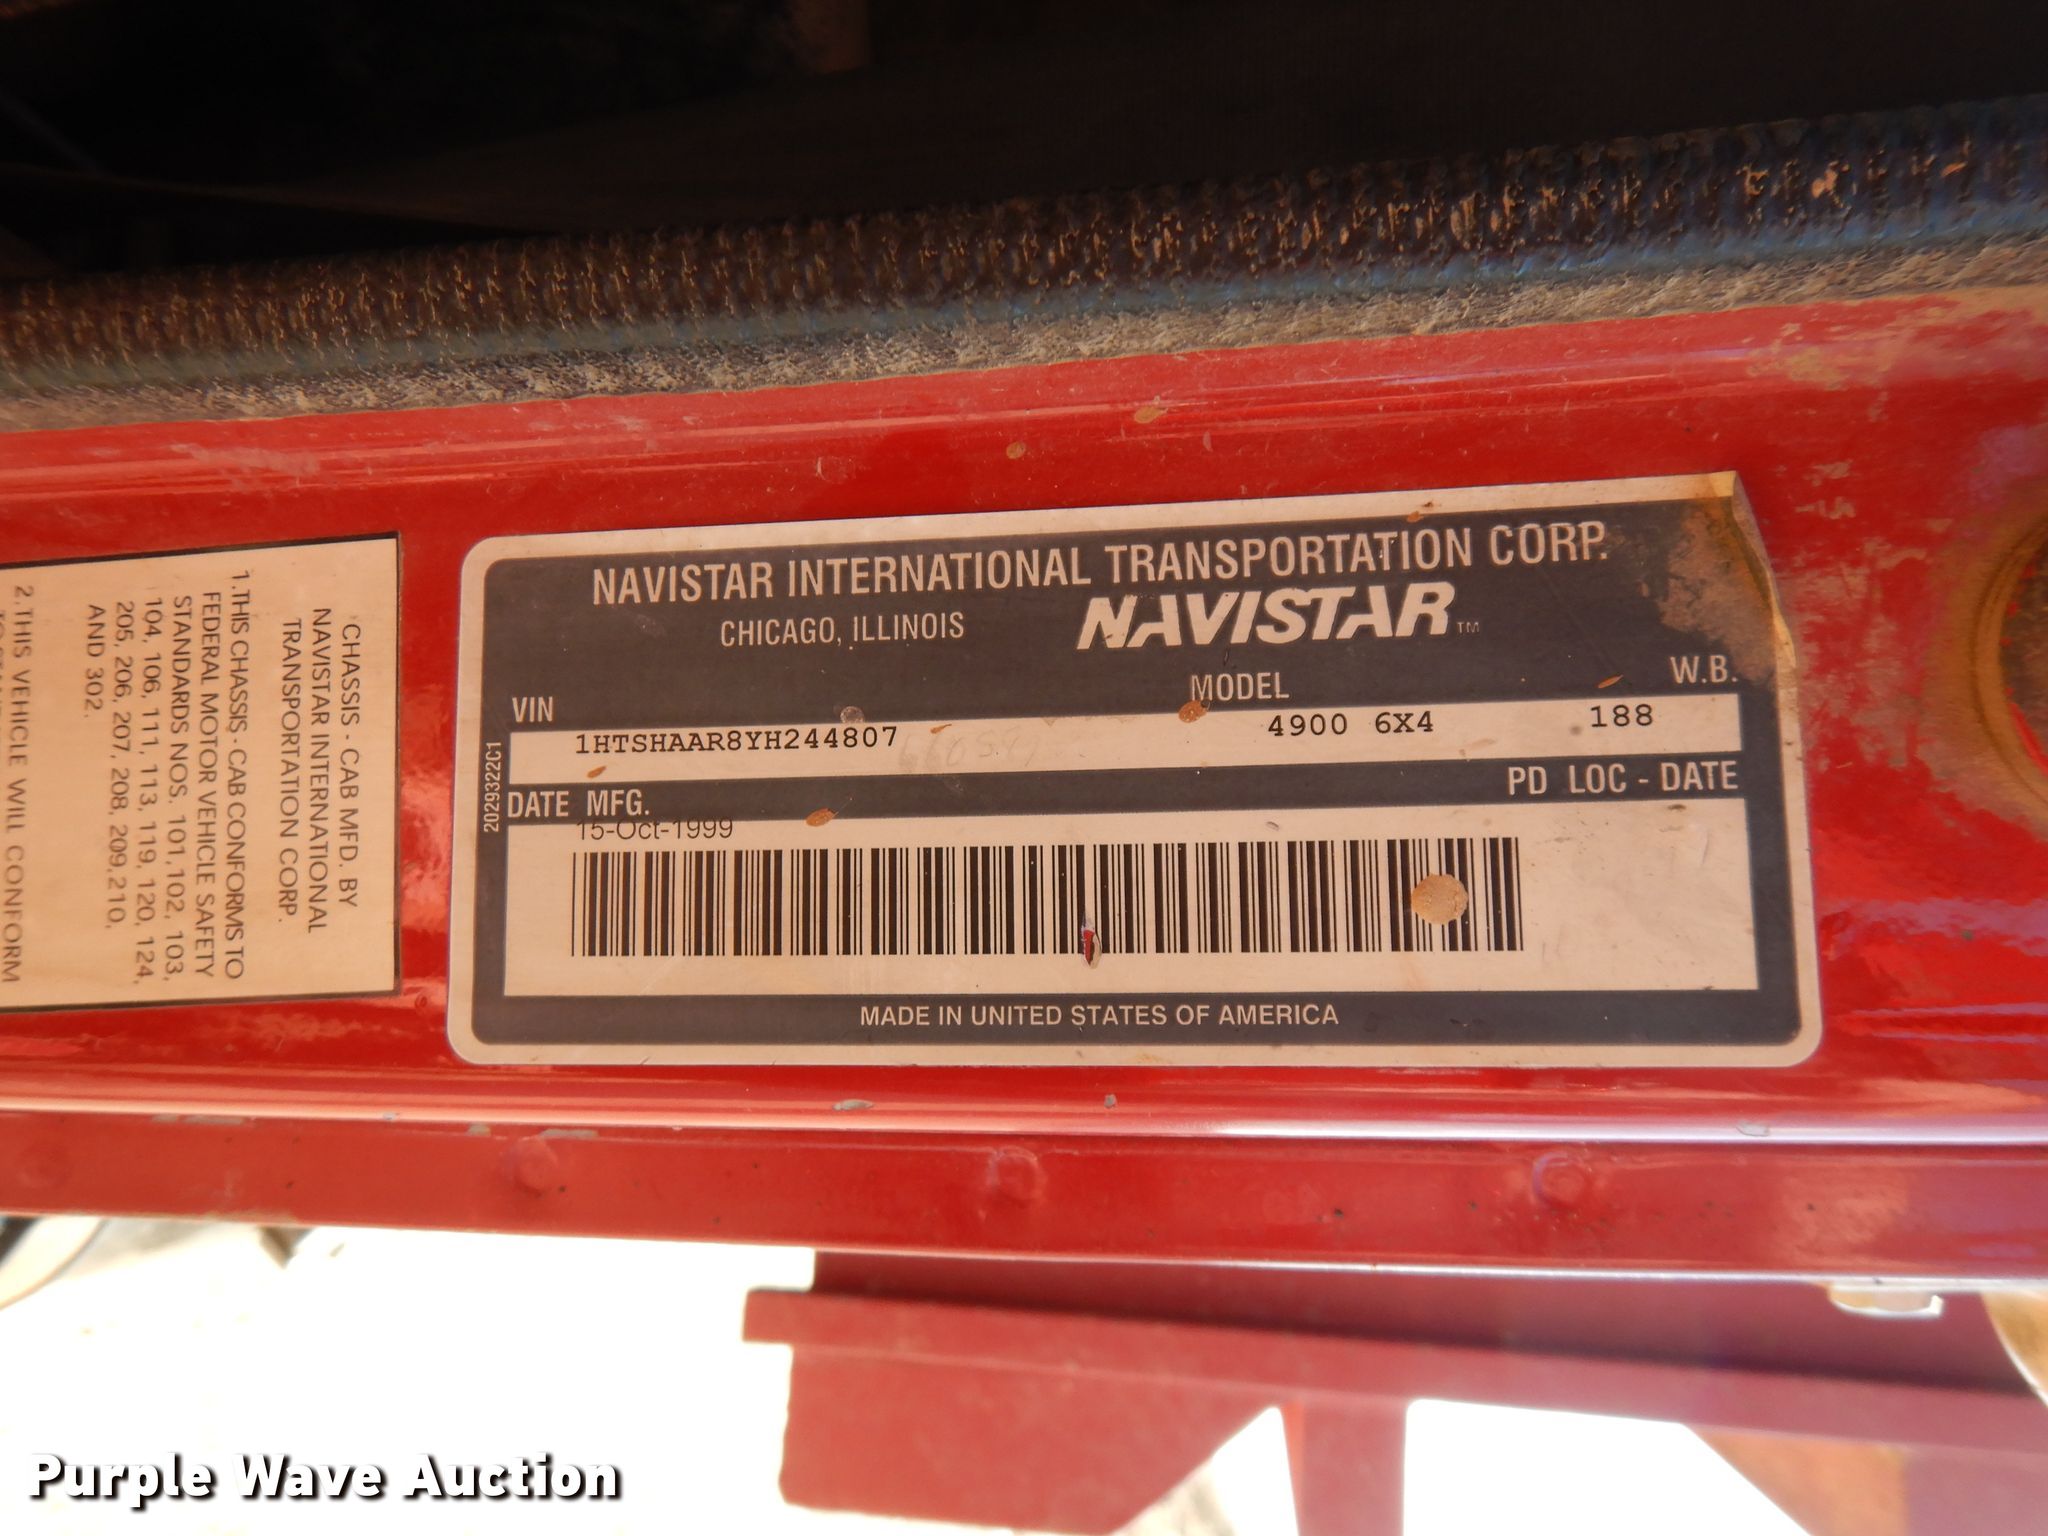 NAVISTAR INTERNATIONAL TRANSPORTATION CORP.
CHICAGO, ILLINOIS NAVISTAR™
VIN MODEL W.B.
1HTSHAAR8YH244807 4900 6X4 188
DATE MFG. PD LOC - DATE
15-Oct-1999
MADE IN UNITED STATES OF AMERICA
2029322C1
CHASSIS - CAB MFD. BY
NAVISTAR INTERNATIONAL
TRANSPORTATION CORP.
1.THIS CHASSIS - CAB CONFORMS TO
FEDERAL MOTOR VEHICLE SAFETY
STANDARDS NOS. 101, 102, 103,
104, 106, 111, 113, 119, 120, 124,
205, 206, 207, 208, 209,210,
AND 302.
2.THIS VEHICLE WILL CONFORM
Purple Wave Auction